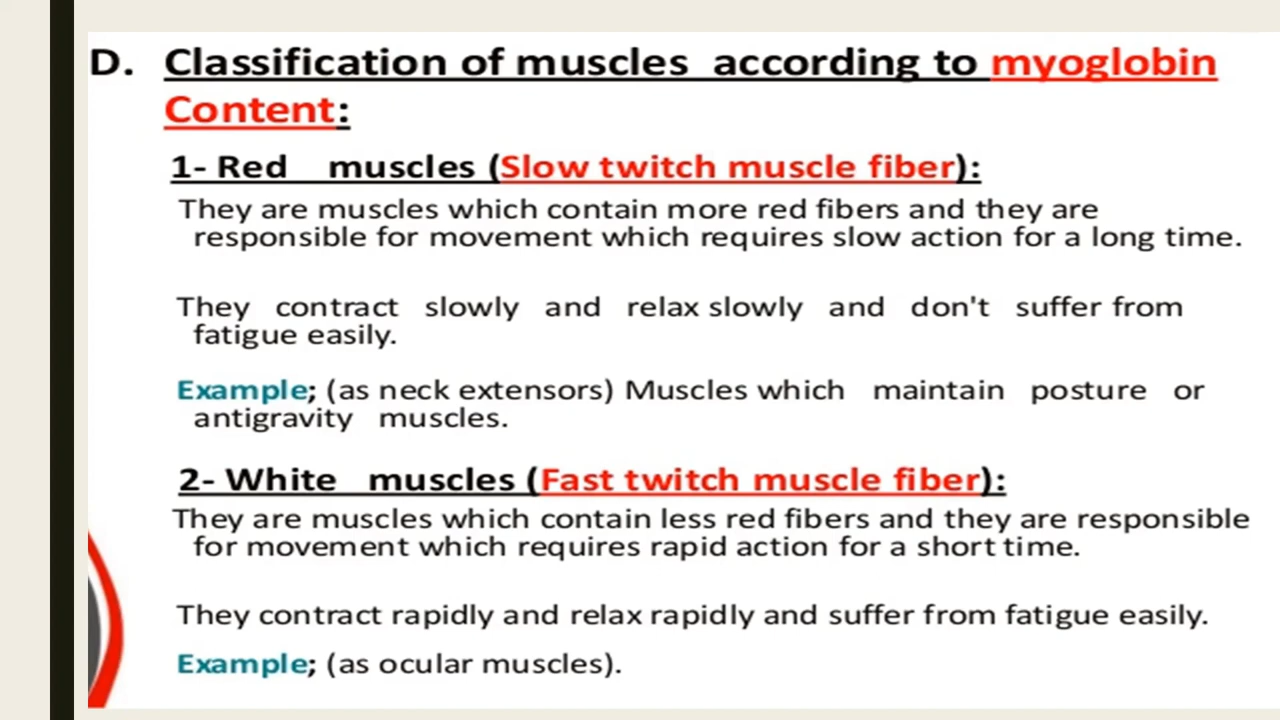 D. Classification of muscles according to myoglobin
Content:
1- Red muscles (Slow twitch muscle fiber):
They are muscles which contain more red fibers and they are
responsible for movement which requires slow action for a long time.
They contract slowly and relax slowly and don't suffer from
fatigue easily.
Example; (as neck extensors) Muscles which maintain posture or
antigravity muscles.
2- White muscles (Fast twitch muscle fiber):
They are muscles which contain less red fibers and they are responsible
for movement which requires rapid action for a short time.
They contract rapidly and relax rapidly and suffer from fatigue easily.
Example; (as ocular muscles).